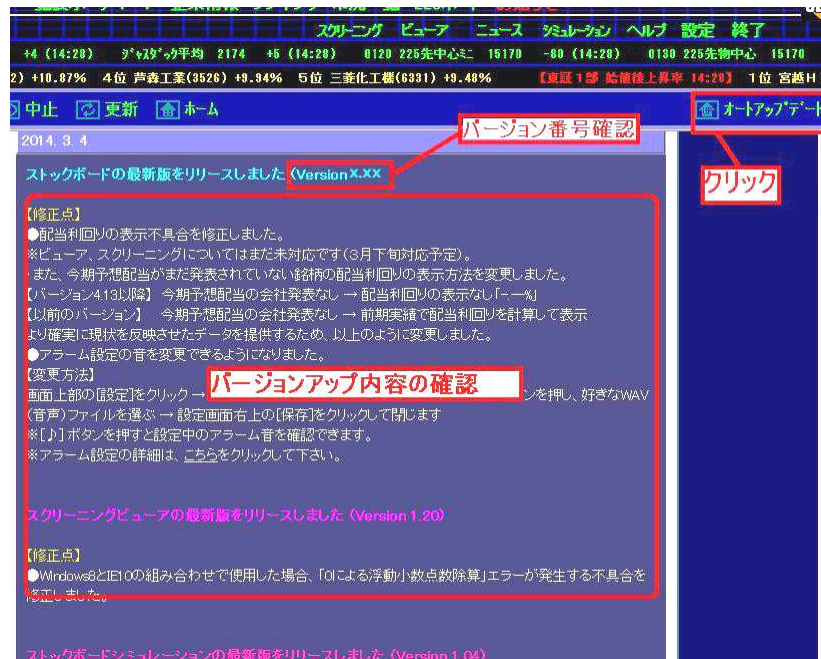 スクリーニング ビューア ニュース シミュレーション ヘルプ 設定 終了
+4 (14:28) ジャスダック平均 2174 +5 (14:28) 0120 225先中心ミニ 15170 -80 (14:28) 0130 225先物中心 15170
2) +10.87% 4位 芦森工業(3526) +9.94% 5位 三菱化工機(6331) +9.48% 【東証1部 始値後上昇率 14:28】 1位 宮越H
中止 更新 ホーム オートアップデート
バージョン番号確認
2014. 3. 4
ストックボードの最新版をリリースしました (Version X.XX
クリック
【修正点】
●配当利回りの表示不具合を修正しました。
※ビューア、スクリーニングについてはまだ未対応です(3月下旬対応予定)。
また、今期予想配当がまだ発表されていない銘柄の配当利回りの表示方法を変更しました。
【バージョン4.13以降】 今期予想配当の会社発表なし → 配当利回りの表示なし「-.--%」
【以前のバージョン】 今期予想配当の会社発表なし → 前期実績で配当利回りを計算して表示
より確実に現状を反映させたデータを提供するため、以上のように変更しました。
●アラーム設定の音を変更できるようになりました。
【変更方法】
画面上部の[設定]をクリック → バージョンアップ内容の確認 ンを押し、好きなWAV
(音声)ファイルを選ぶ → 設定画面右上の[保存]をクリックして閉じます
※[♪]ボタンを押すと設定中のアラーム音を確認できます。
※アラーム設定の詳細は、こちらをクリックして下さい。
スクリーニングビューアの最新版をリリースしました (Version 1.20)
【修正点】
●Windows8とIE10の組み合わせで使用した場合、「0による浮動小数点数除算」エラーが発生する不具合を
修正しました。
ストックボードシミュレーションの最新版をリリースしました (Version 1.04)